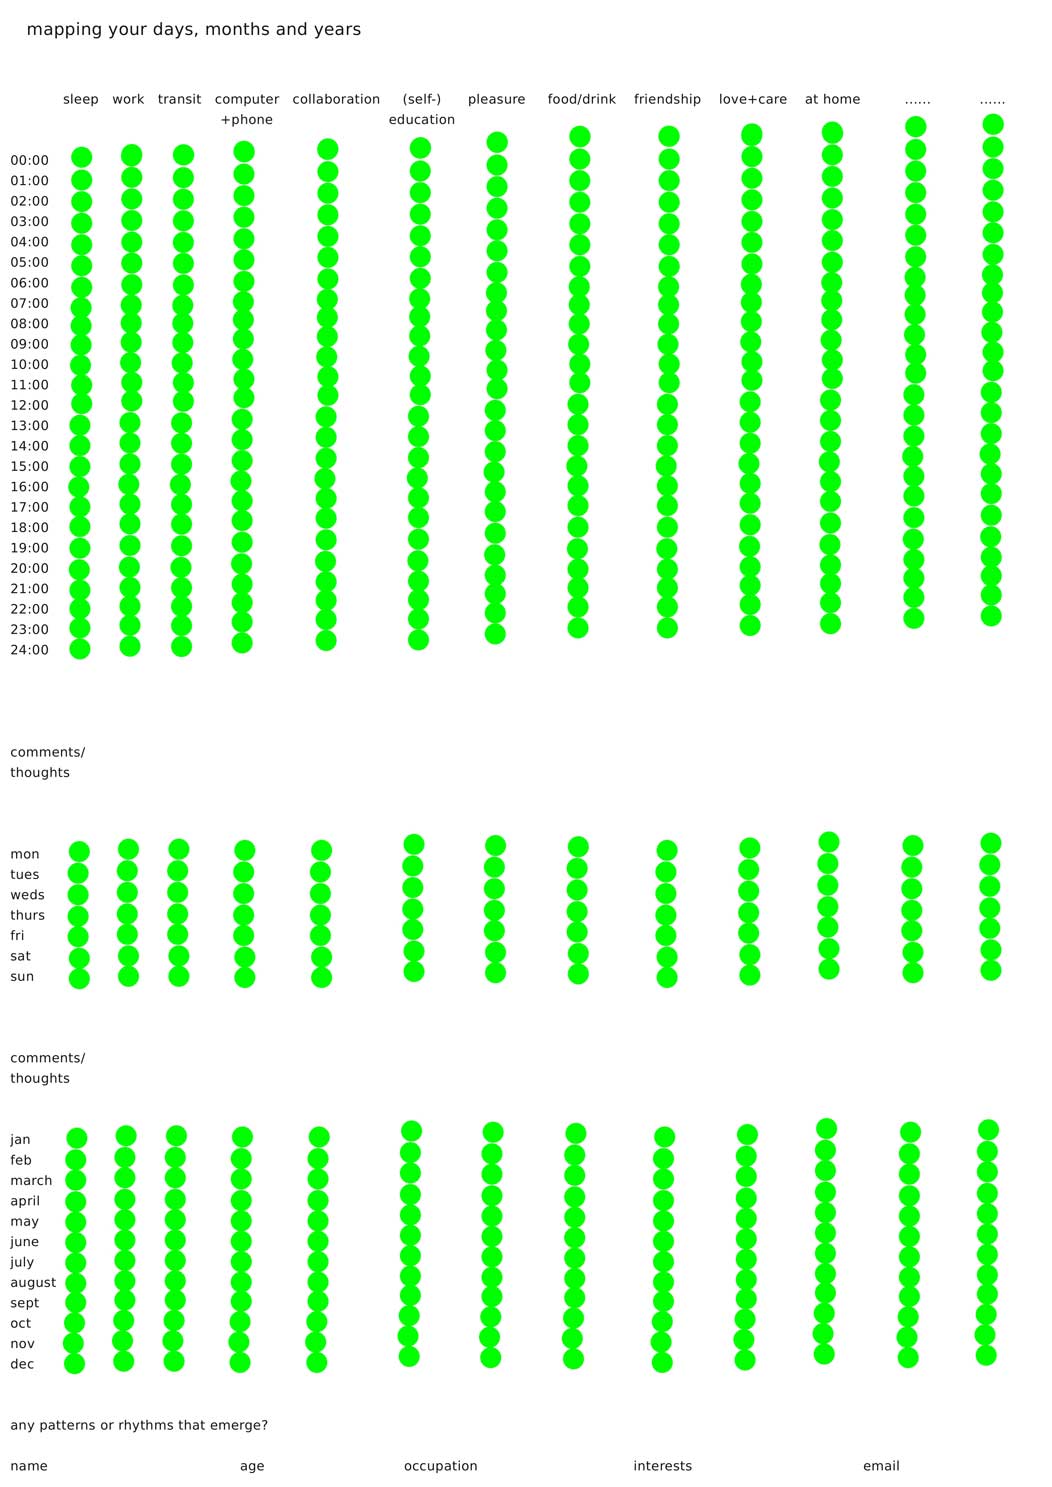 mapping your days, months and years
sleep work transit computer collaboration (self-) pleasure food/drink friendship love+care at home ...... ......
+phone education
00:00
01:00
02:00
03:00
04:00
05:00
06:00
07:00
08:00
09:00
10:00
11:00
12:00
13:00
14:00
15:00
16:00
17:00
18:00
19:00
20:00
21:00
22:00
23:00
24:00
comments/
thoughts
mon
tues
weds
thurs
fri
sat
sun
comments/
thoughts
jan
feb
march
april
may
june
july
august
sept
oct
nov
dec
any patterns or rhythms that emerge?
name age occupation interests email